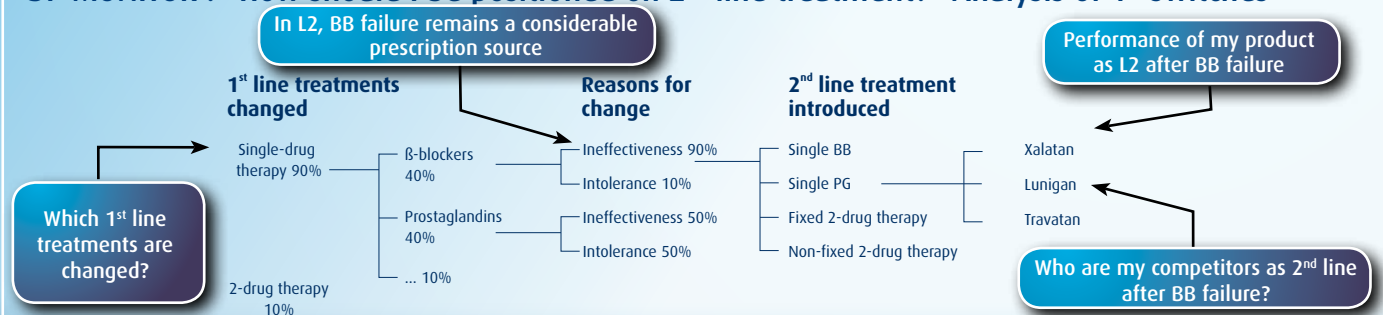 In L2, BB failure remains a considerable
prescription source
Performance of my product
as L2 after BB failure
1st line treatments
changed
Reasons for
change
2nd line treatment
introduced
Single-drug
therapy 90%
ß-blockers
40%
Ineffectiveness 90%
Intolerance 10%
Single BB
Single PG
Fixed 2-drug therapy
Non-fixed 2-drug therapy
Xalatan
Lunigan
Travatan
Which 1st line
treatments are
changed?
Prostaglandins
40%
Ineffectiveness 50%
Intolerance 50%
... 10%
2-drug therapy
10%
Who are my competitors as 2nd line
after BB failure?